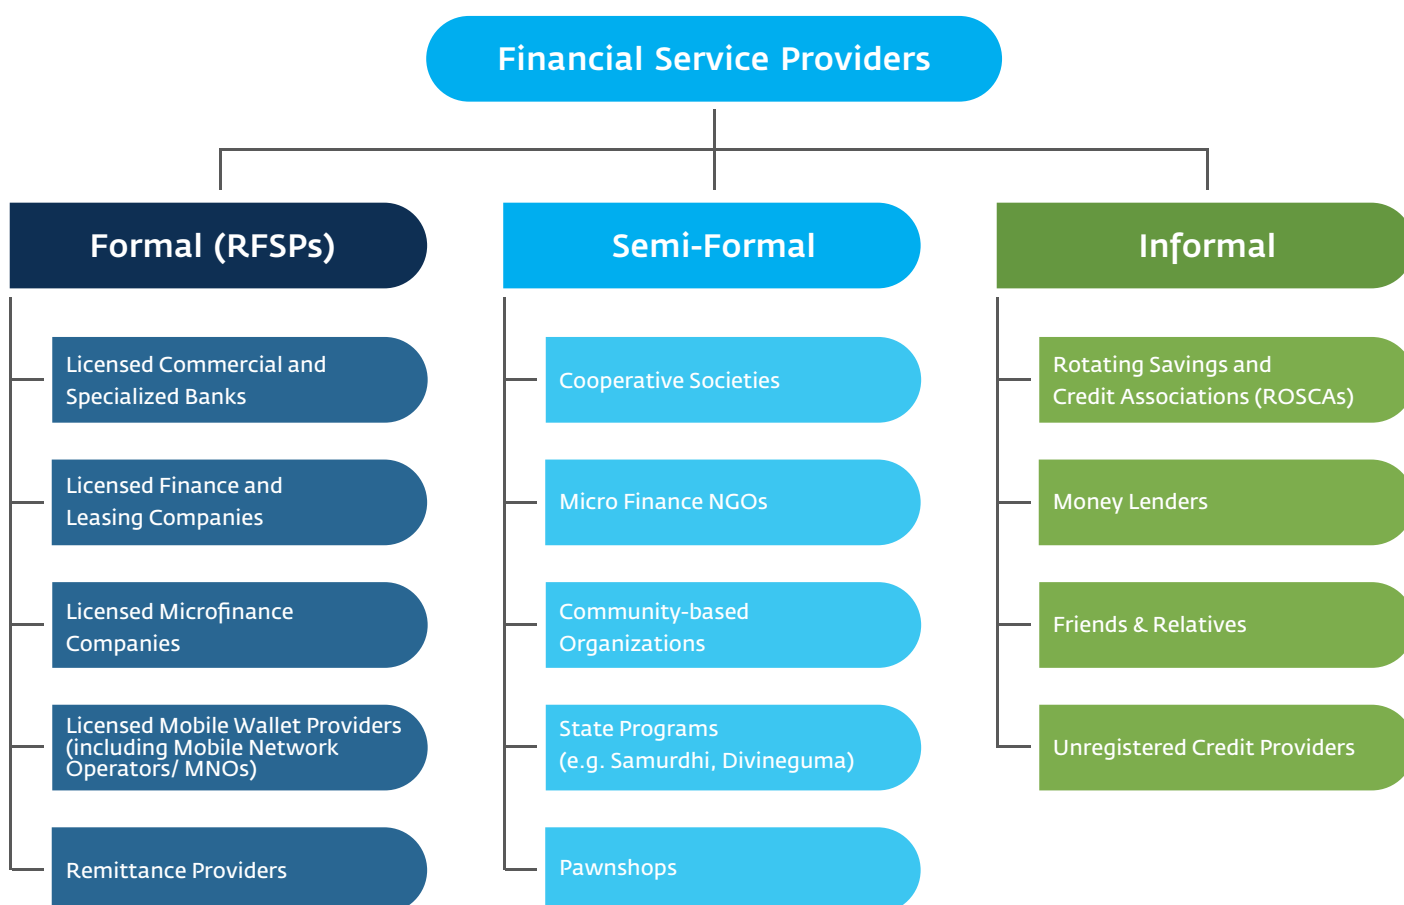 Financial Service Providers
Formal (RFSPs)
Licensed Commercial and
Specialized Banks
Licensed Finance and
Leasing Companies
Licensed Microfinance
Companies
Licensed Mobile Wallet Providers
(including Mobile Network
Operators/ MNOs)
Remittance Providers
Semi-Formal
Cooperative Societies
Micro Finance NGOs
Community-based
Organizations
State Programs
(e.g. Samurdhi, Divineguma)
Pawnshops
Informal
Rotating Savings and
Credit Associations (ROSCAs)
Money Lenders
Friends & Relatives
Unregistered Credit Providers